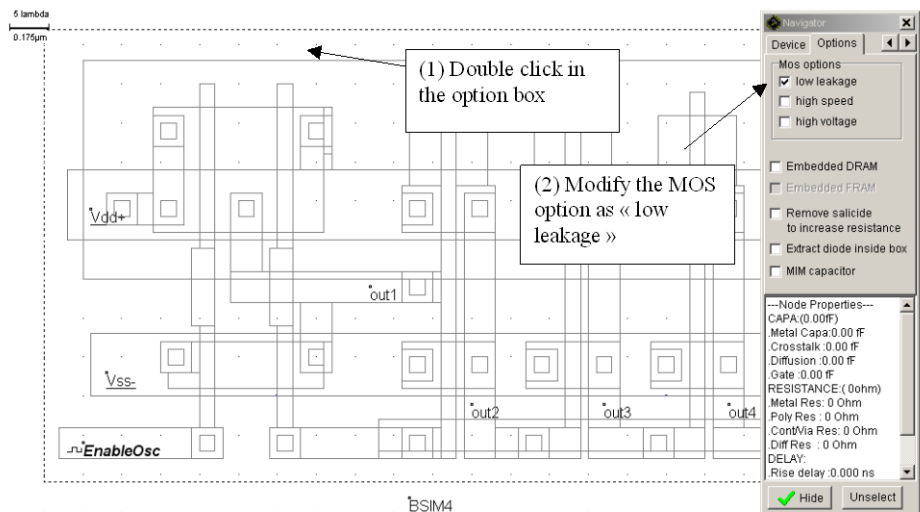 5 lambda
0.175µm
(1) Double click in
the option box
(2) Modify the MOS
option as « low
leakage »
Vdd+
out1
Vss-
out2
out3
out4
EnableOsc
BSIM4
Navigator
Device
Options
Mos options
low leakage
high speed
high voltage
Embedded DRAM
Embedded FRAM
Remove salicide
to increase resistance
Extract diode inside box
MIM capacitor
---Node Properties---
CAPA:(0.00fF)
.Metal Capa:0.00 fF
.Crosstalk :0.00 fF
.Diffusion :0.00 fF
.Gate : 0.00 fF
RESISTANCE:( 0ohm)
.Metal Res: 0 Ohm
.Poly Res : 0 Ohm
.Cont/Via Res: 0 Ohm
.Diff Res : 0 Ohm
DELAY:
.Rise delay :0.000 ns
Hide
Unselect